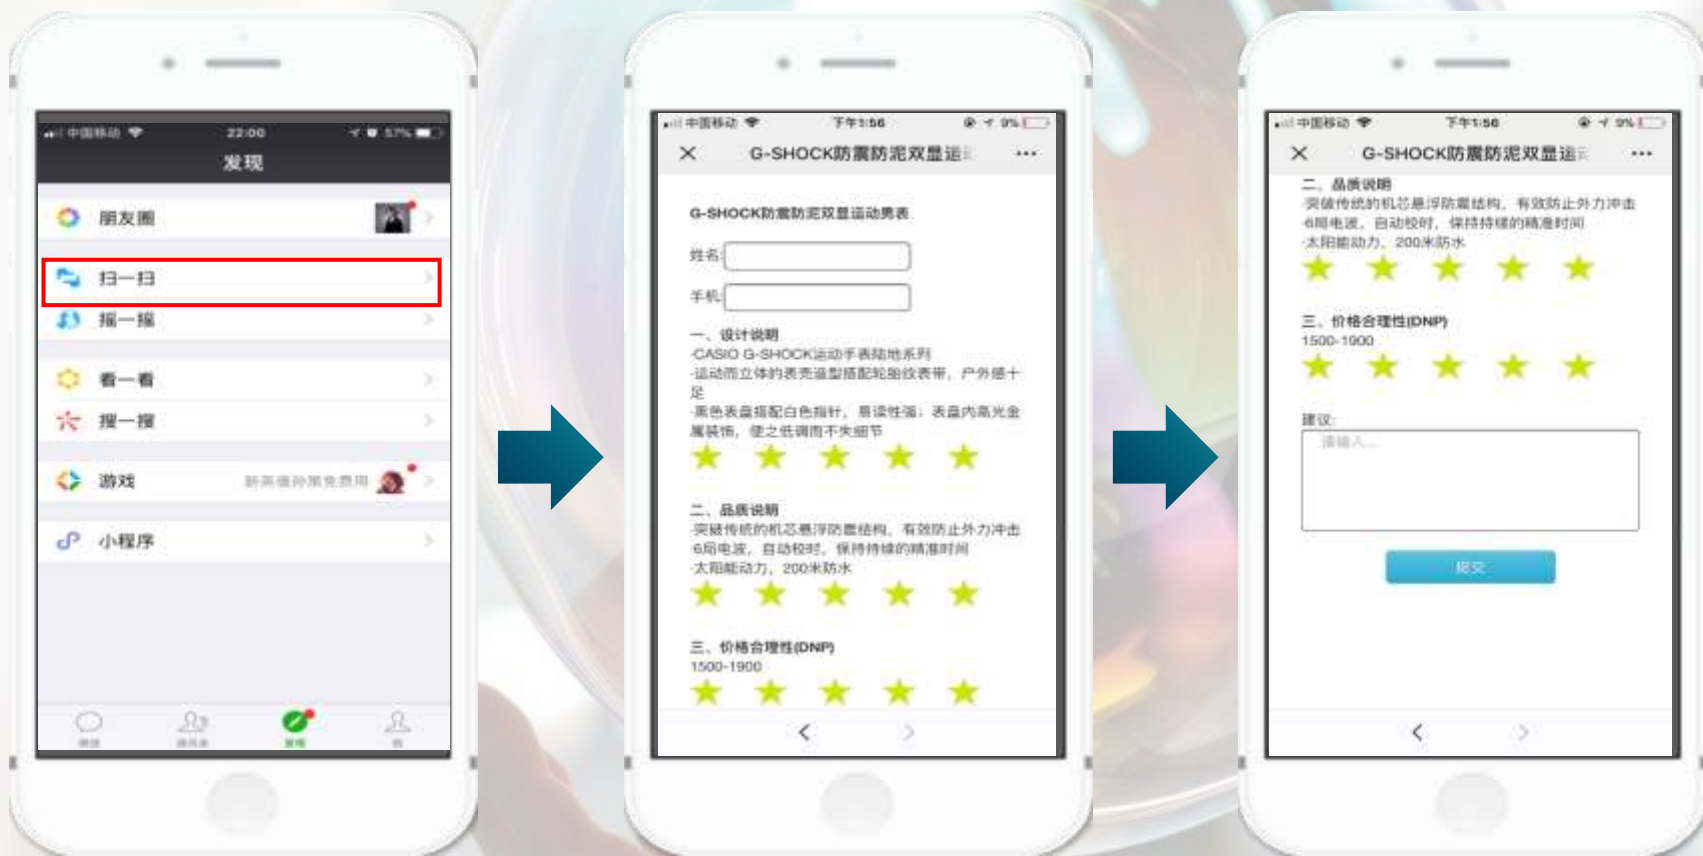 中国移动
22:00
57%
发现
朋友圈
扫一扫
摇一摇
看一看
搜一搜
游戏
小程序
发现
我
中国移动
下午1:56
9%
G-SHOCK防震防泥双显运
G-SHOCK防震防泥双显运动男表
姓名:
手机:
一、设计说明
·CASIO G-SHOCK运动手表陆地系列
·运动而立体的表壳造型搭配轮胎纹表带，户外感十
足
·黑色表盘搭配白色指针，易读性强；表盘内高光金
属装饰，使之低调而不失细节
二、品质说明
·突破传统的机芯悬浮防震结构，有效防止外力冲击
·6局电波，自动校时，保持持续的精准时间
·太阳能动力，200米防水
三、价格合理性(DNP)
1500-1900
中国移动
下午1:56
9%
G-SHOCK防震防泥双显运
二、品质说明
·突破传统的机芯悬浮防震结构，有效防止外力冲击
·6局电波，自动校时，保持持续的精准时间
·太阳能动力，200米防水
三、价格合理性(DNP)
1500-1900
建议:
请输入...
提交